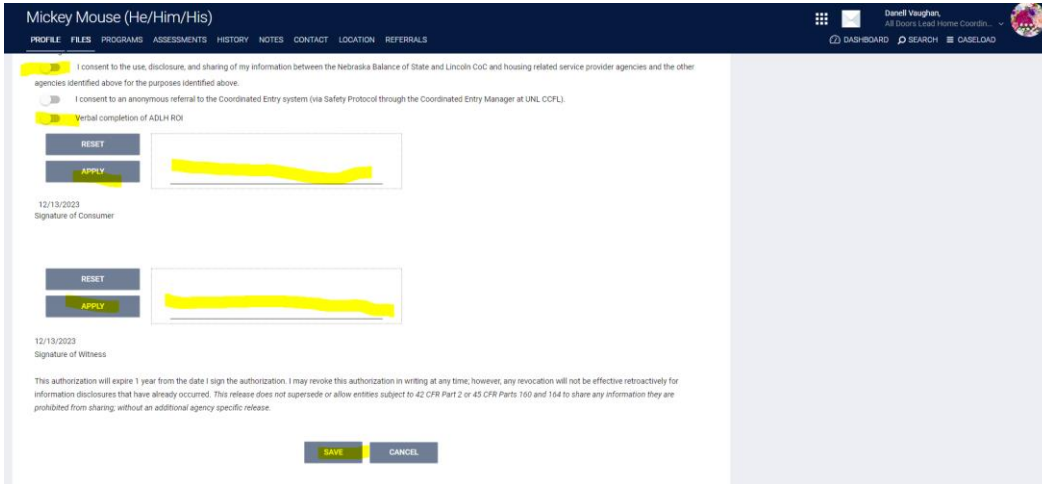 Mickey Mouse (He/Him/His)
Danell Vaughan,
All Doors Lead Home Coordin...
PROFILE FILES PROGRAMS ASSESSMENTS HISTORY NOTES CONTACT LOCATION REFERRALS
DASHBOARD SEARCH CASELOAD
I consent to the use, disclosure, and sharing of my information between the Nebraska Balance of State and Lincoln CoC and housing related service provider agencies and the other
agencies identified above for the purposes identified above.
I consent to an anonymous referral to the Coordinated Entry system (via Safety Protocol through the Coordinated Entry Manager at UNL CCFL).
Verbal completion of ADLH ROI
RESET
APPLY
12/13/2023
Signature of Consumer
RESET
APPLY
12/13/2023
Signature of Witness
This authorization will expire 1 year from the date I sign the authorization. I may revoke this authorization in writing at any time; however, any revocation will not be effective retroactively for
information disclosures that have already occurred. This release does not supersede or allow entities subject to 42 CFR Part 2 or 45 CFR Parts 160 and 164 to share any information they are
prohibited from sharing; without an additional agency specific release.
SAVE CANCEL